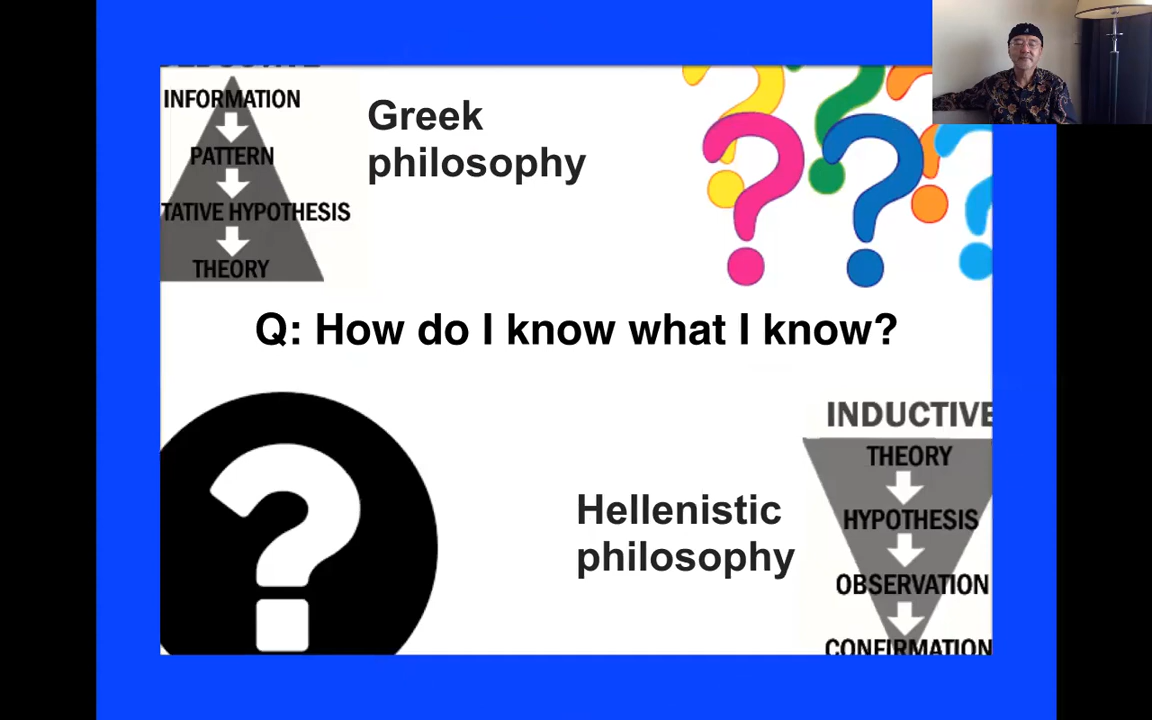 INFORMATION
PATTERN
TATIVE HYPOTHESIS
THEORY
Greek
philosophy
Q: How do I know what I know?
Hellenistic
philosophy
INDUCTIVE
THEORY
HYPOTHESIS
OBSERVATION
CONFIRMATION